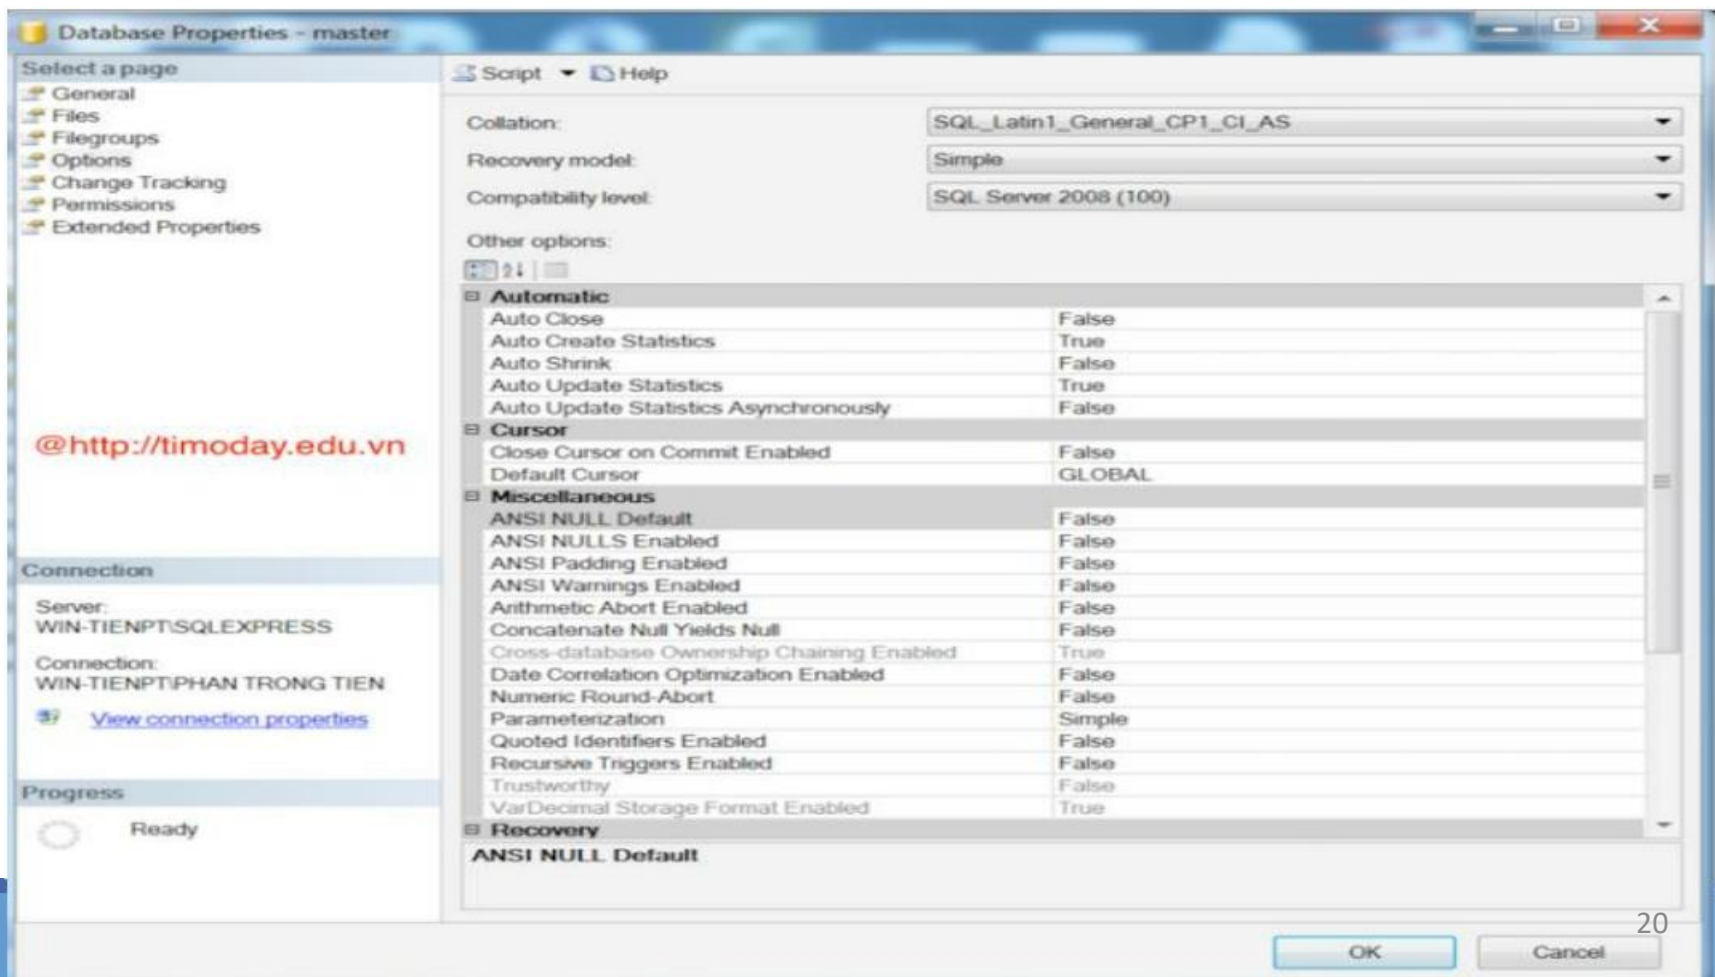 Database Properties - master
Select a page
General
Files
Filegroups
Options
Change Tracking
Permissions
Extended Properties
@http://timoday.edu.vn
Connection
Server:
WIN-TIENPT\SQLEXPRESS
Connection:
WIN-TIENPT\PHAN TRONG TIEN
View connection properties
Progress
Ready
Script Help
Collation: SQL_Latin1_General_CP1_CI_AS
Recovery model: Simple
Compatibility level: SQL Server 2008 (100)
Other options:
Automatic
Auto Close False
Auto Create Statistics True
Auto Shrink False
Auto Update Statistics True
Auto Update Statistics Asynchronously False
Cursor
Close Cursor on Commit Enabled False
Default Cursor GLOBAL
Miscellaneous
ANSI NULL Default False
ANSI NULLS Enabled False
ANSI Padding Enabled False
ANSI Warnings Enabled False
Arithmetic Abort Enabled False
Concatenate Null Yields Null False
Cross-database Ownership Chaining Enabled True
Date Correlation Optimization Enabled False
Numeric Round-Abort False
Parameterization Simple
Quoted Identifiers Enabled False
Recursive Triggers Enabled False
Trustworthy False
VarDecimal Storage Format Enabled True
Recovery
ANSI NULL Default
20
OK Cancel